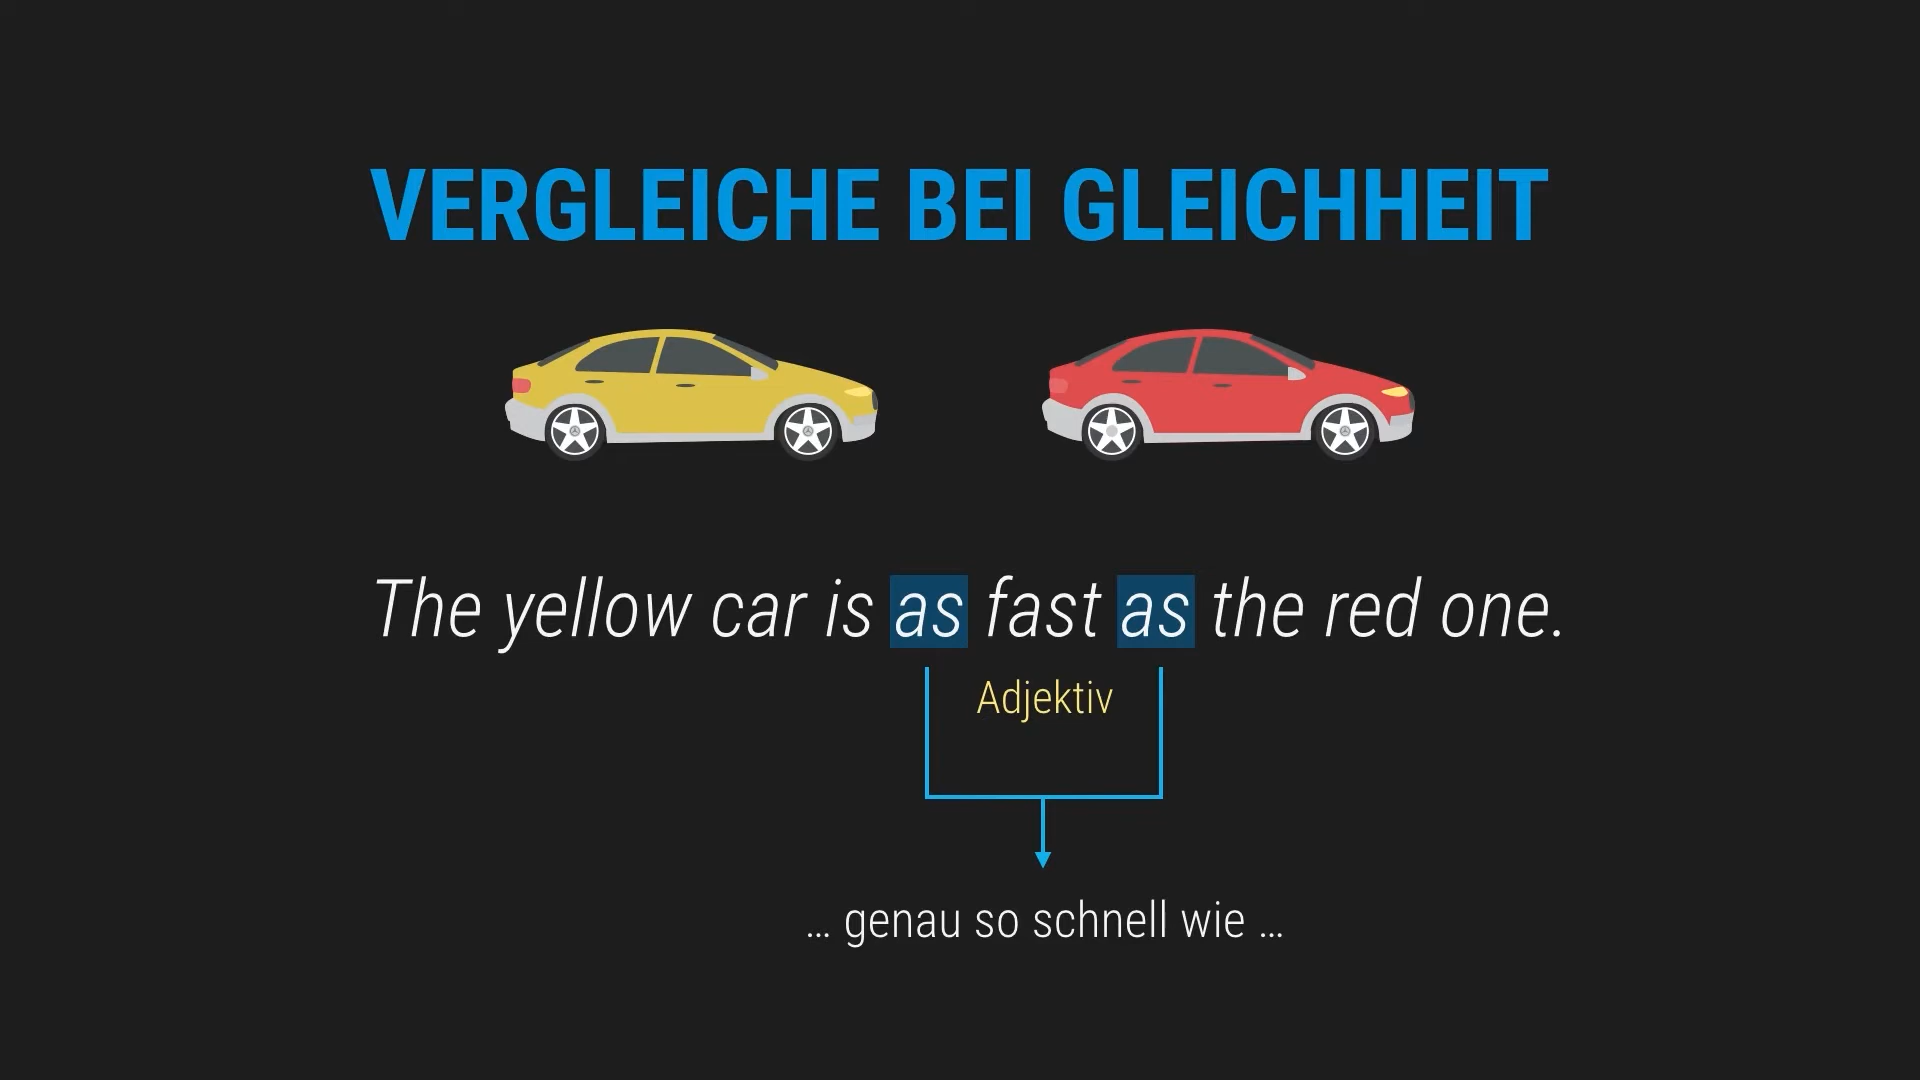 VERGLEICHE BEI GLEICHHEIT
The yellow car is as fast as the red one.
Adjektiv
... genau so schnell wie ...